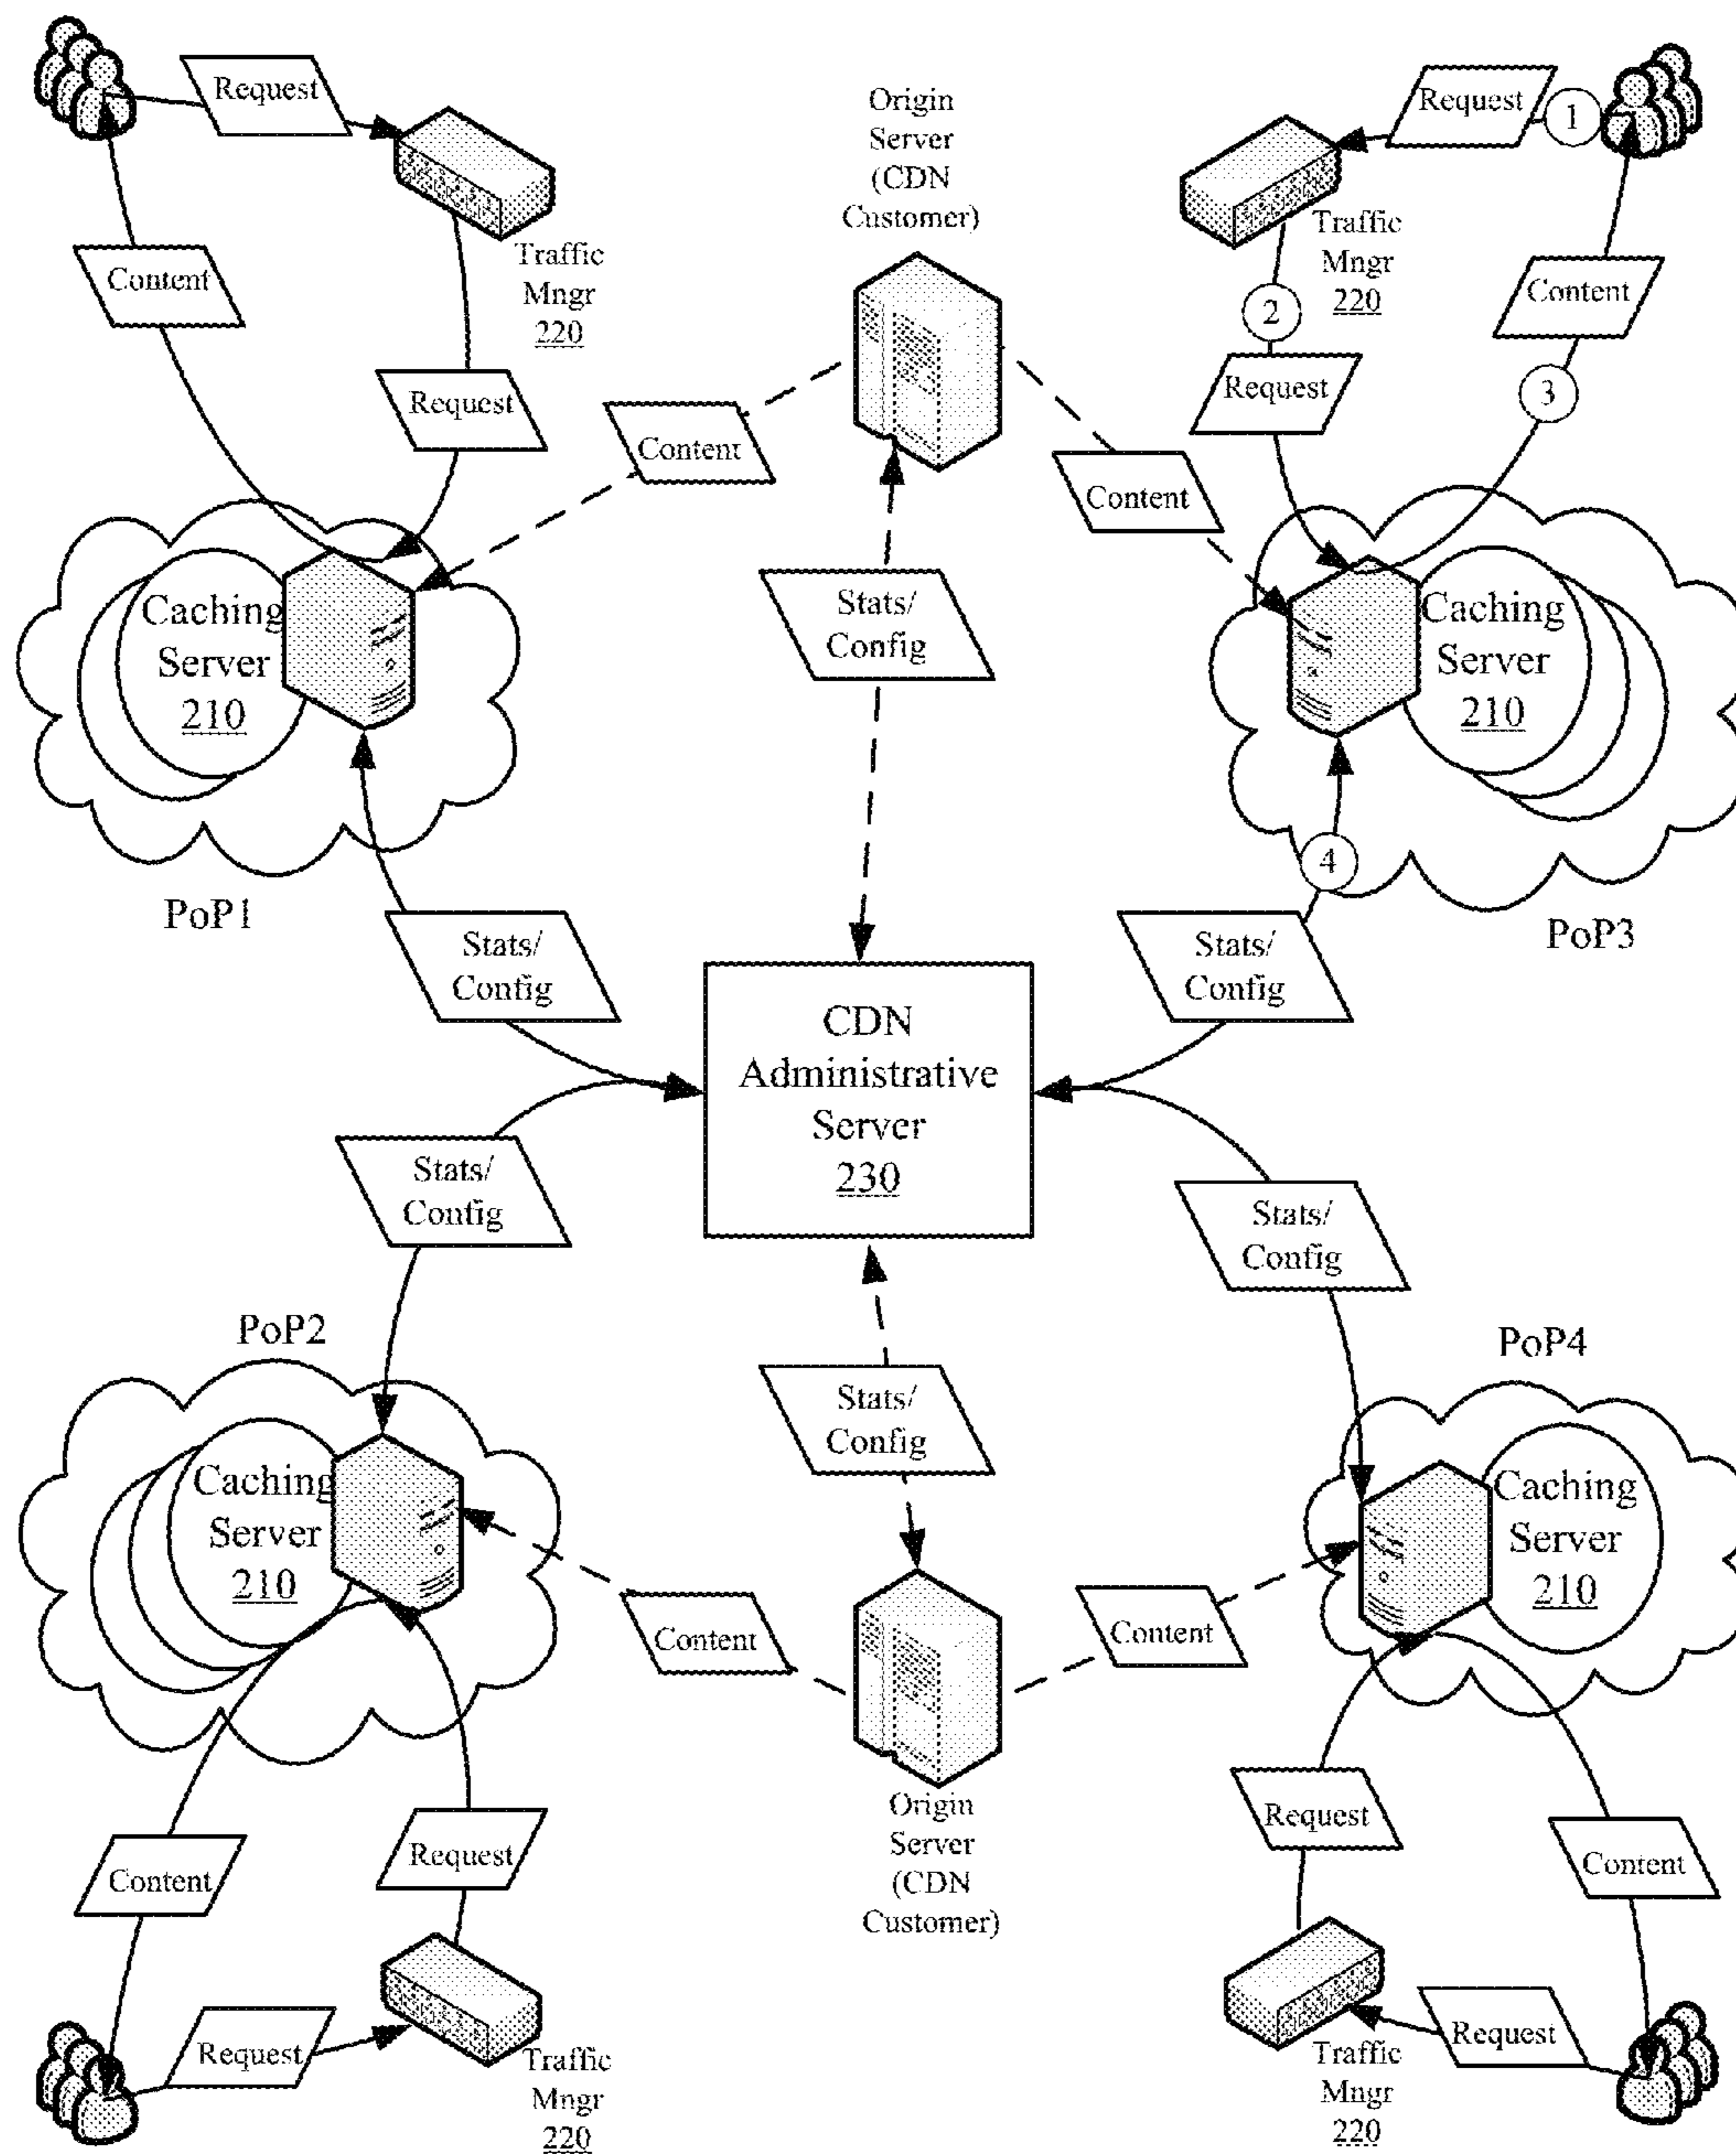 Request
Origin
Server
(CDN
Customer)
Request
1
Traffic
Mngr
220
Traffic
Mngr
220
Content
Content
2
Request
Request
3
Content
Content
Caching
Server
210
Stats/
Config
Caching
Server
210
PoP1
4
PoP3
Stats/
Config
Stats/
Config
CDN
Administrative
Server
230
Stats/
Config
Stats/
Config
PoP2
PoP4
Stats/
Config
Caching
Server
210
Caching
Server
210
Content
Content
Origin
Server
(CDN
Customer)
Request
Request
Content
Content
Request
Traffic
Mngr
220
Request
Traffic
Mngr
220